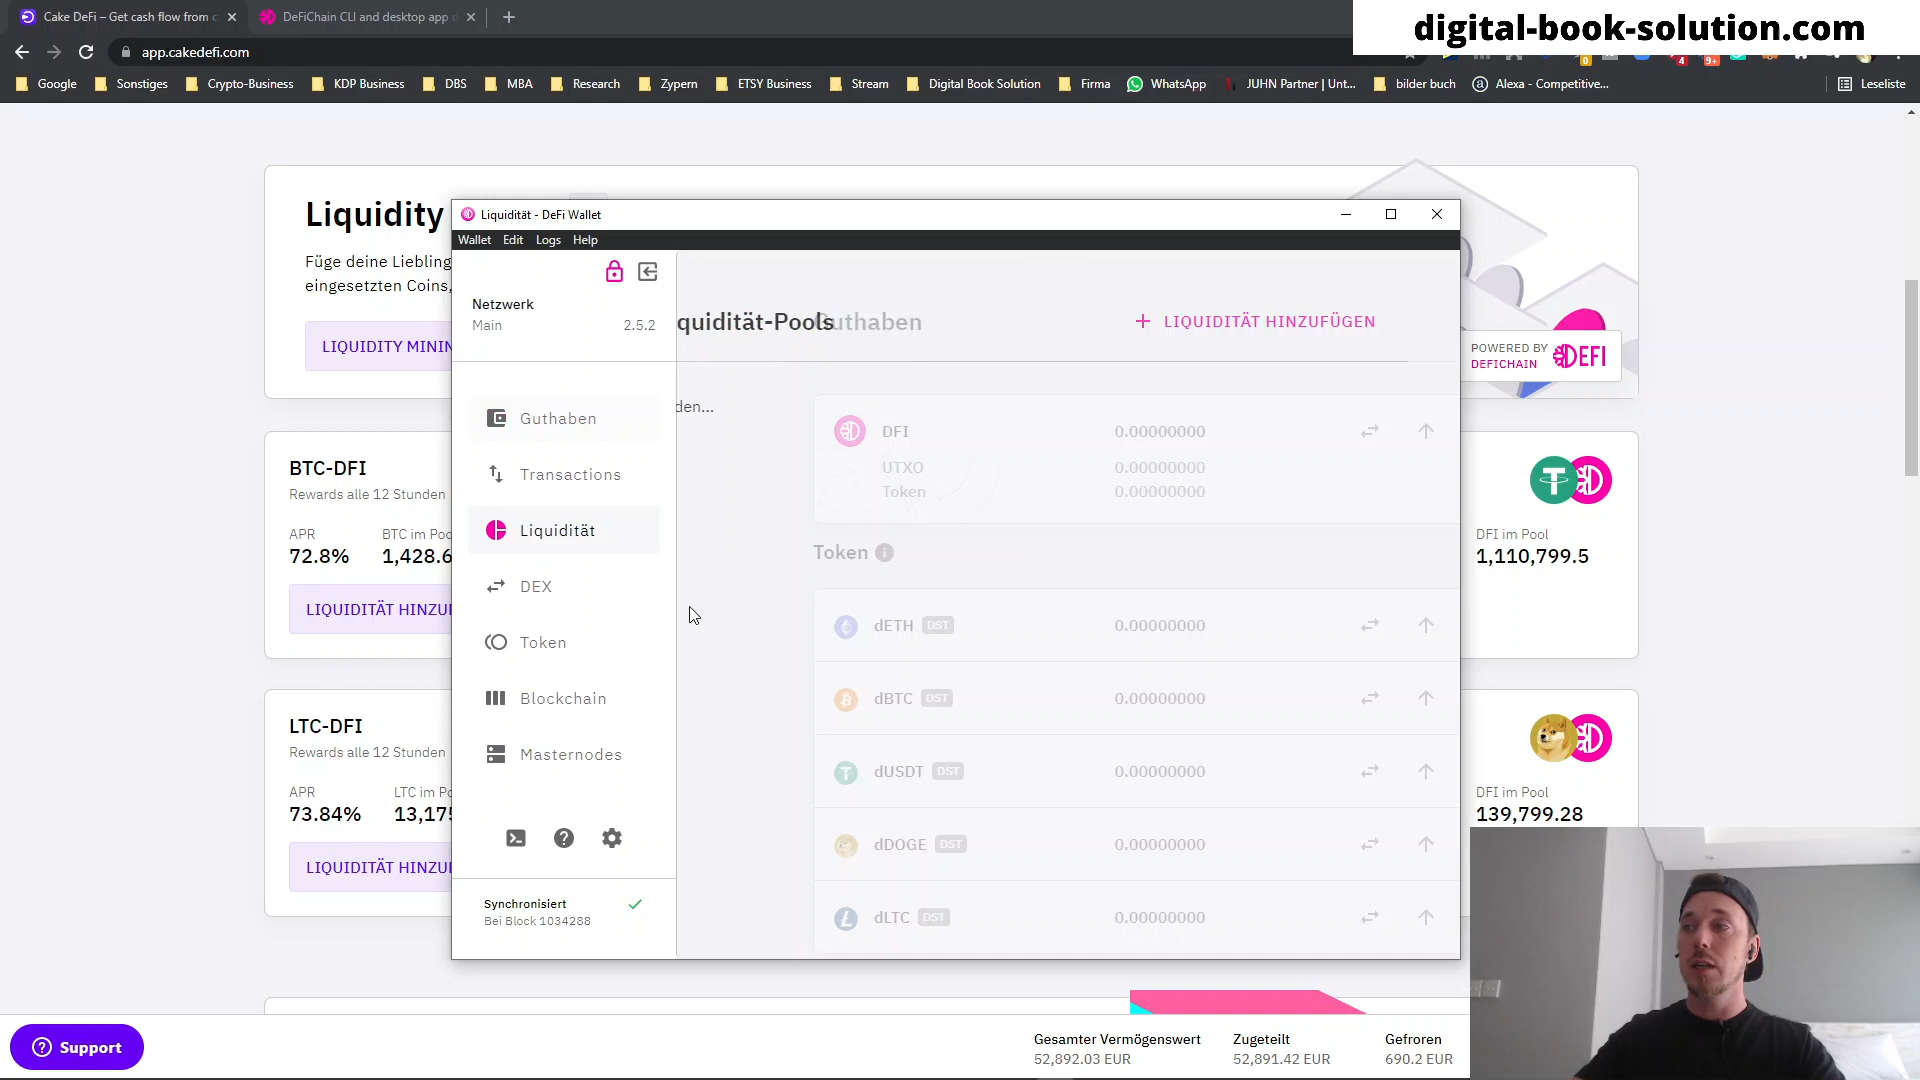 Cake DeFi – Get cash flow from c
DeFiChain CLI and desktop app d
digital-book-solution.com
app.cakedefi.com
Google
Sonstiges
Crypto-Business
KDP Business
DBS
MBA
Research
Zypern
ETSY Business
Stream
Digital Book Solution
Firma
WhatsApp
JUHN Partner | Unt...
bilder buch
Alexa - Competitive...
Leseliste
Liquidity
Füge deine Liebling
eingesetzten Coins,
LIQUIDITY MININ
POWERED BY
DEFICHAIN
DEFI
Liquidität - DeFi Wallet
Wallet Edit Logs Help
Netzwerk
Main 2.5.2
Guthaben
Transactions
Liquidität
DEX
Token
Blockchain
Masternodes
Synchronisiert
Bei Block 1034288
quidität-Pools
uthaben
LIQUIDITÄT HINZUFÜGEN
den...
DFI 0.00000000
UTXO 0.00000000
Token 0.00000000
Token
dETH DST 0.00000000
dBTC DST 0.00000000
dUSDT DST 0.00000000
dDOGE DST 0.00000000
dLTC DST 0.00000000
BTC-DFI
Rewards alle 12 Stunden
APR BTC im Poo
72.8% 1,428.6
LIQUIDITÄT HINZUF
DFI im Pool
1,110,799.5
LTC-DFI
Rewards alle 12 Stunden
APR LTC im Po
73.84% 13,175
LIQUIDITÄT HINZUF
DFI im Pool
139,799.28
Support
Gesamter Vermögenswert
52,892.03 EUR
Zugeteilt
52,891.42 EUR
Gefroren
690.2 EUR